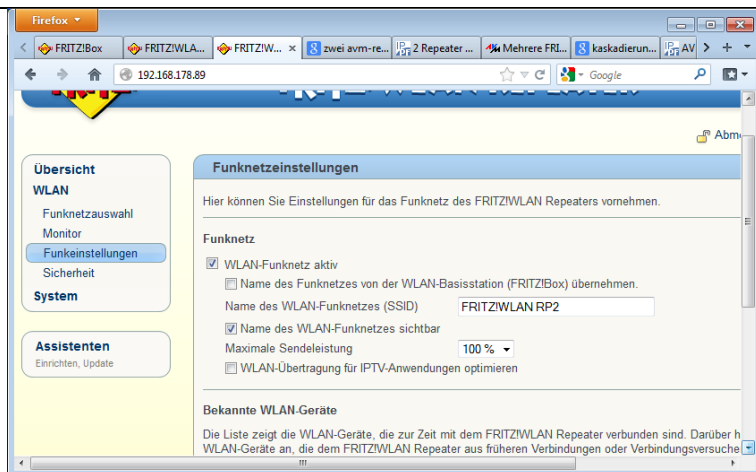 Firefox
FRITZ!Box
FRITZ!WLA...
FRITZ!W...
zwei avm-re...
2 Repeater ...
Mehrere FRI...
kaskadierun...
AV
192.168.178.89
Google
Abm
Übersicht
WLAN
Funknetzauswahl
Monitor
Funkeinstellungen
Sicherheit
System
Assistenten
Einrichten, Update
Funknetzeinstellungen
Hier können Sie Einstellungen für das Funknetz des FRITZ!WLAN Repeaters vornehmen.
Funknetz
WLAN-Funknetz aktiv
Name des Funknetzes von der WLAN-Basisstation (FRITZ!Box) übernehmen.
Name des WLAN-Funknetzes (SSID) FRITZ!WLAN RP2
Name des WLAN-Funknetzes sichtbar
Maximale Sendeleistung 100 %
WLAN-Übertragung für IPTV-Anwendungen optimieren
Bekannte WLAN-Geräte
Die Liste zeigt die WLAN-Geräte, die zur Zeit mit dem FRITZ!WLAN Repeater verbunden sind. Darüber h
WLAN-Geräte an, die dem FRITZ!WLAN Repeater aus früheren Verbindungen oder Verbindungsversuche